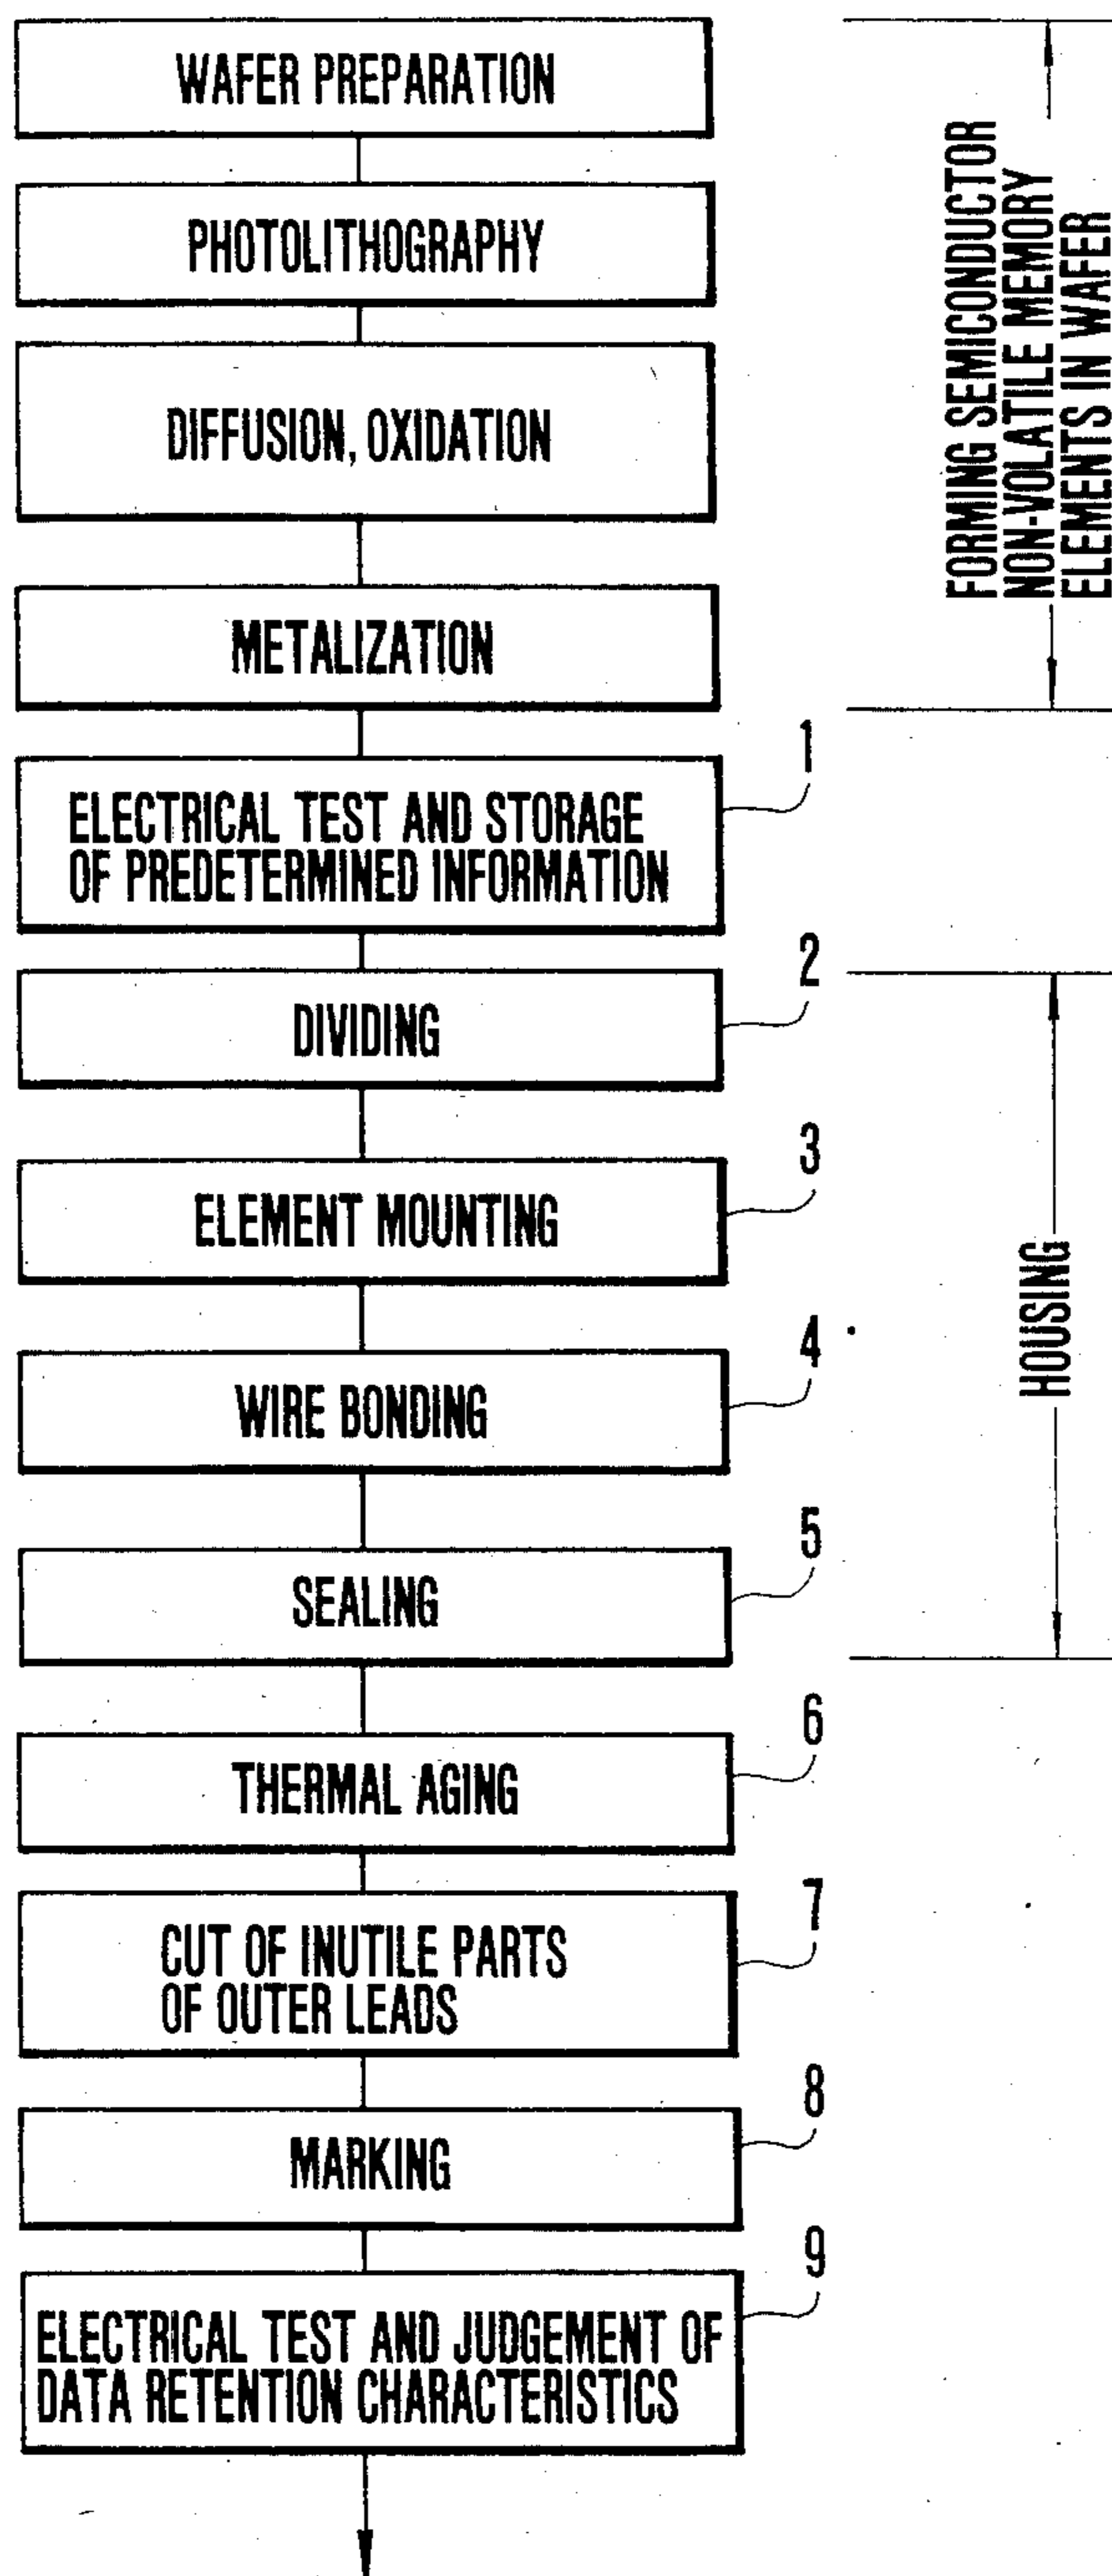 WAFER PREPARATION
PHOTOLITHOGRAPHY
DIFFUSION, OXIDATION
METALIZATION
FORMING SEMICONDUCTOR
NON-VOLATILE MEMORY
ELEMENTS IN WAFER
1
ELECTRICAL TEST AND STORAGE
OF PREDETERMINED INFORMATION
2
DIVIDING
3
ELEMENT MOUNTING
4
WIRE BONDING
5
SEALING
HOUSING
6
THERMAL AGING
7
CUT OF INUTILE PARTS
OF OUTER LEADS
8
MARKING
9
ELECTRICAL TEST AND JUDGEMENT OF
DATA RETENTION CHARACTERISTICS